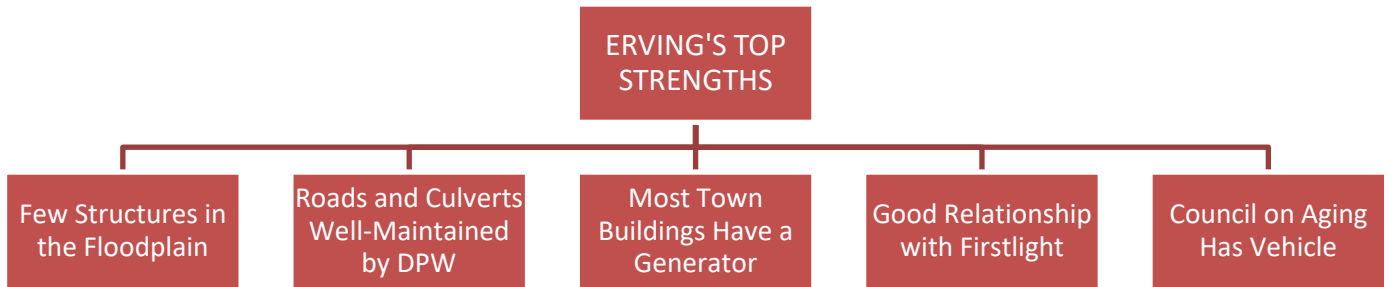 ERVING'S TOP
STRENGTHS
Few Structures in
the Floodplain
Roads and Culverts
Well-Maintained
by DPW
Most Town
Buildings Have a
Generator
Good Relationship
with Firstlight
Council on Aging
Has Vehicle